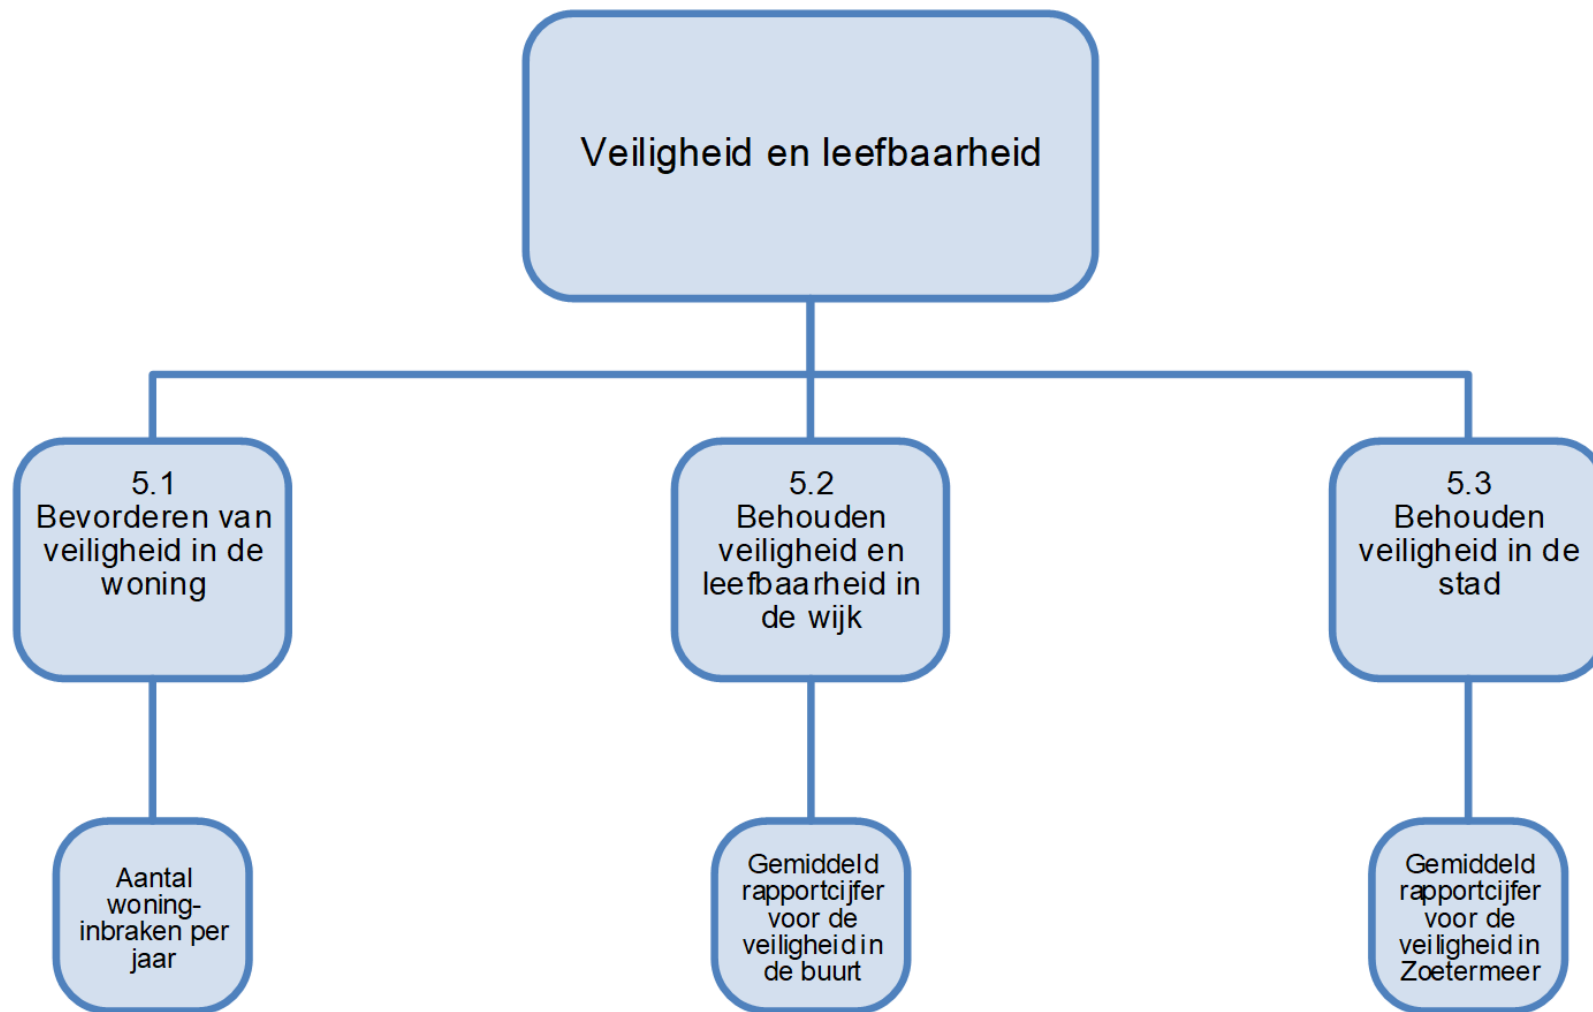 Veiligheid en leefbaarheid
5.1
Bevorderen van
veiligheid in de
woning
5.2
Behouden
veiligheid en
leefbaarheid in
de wijk
5.3
Behouden
veiligheid in de
stad
Aantal
woning-
inbraken per
jaar
Gemiddeld
rapportcijfer
voor de
veiligheid in
de buurt
Gemiddeld
rapportcijfer
voor de
veiligheid in
Zoetermeer